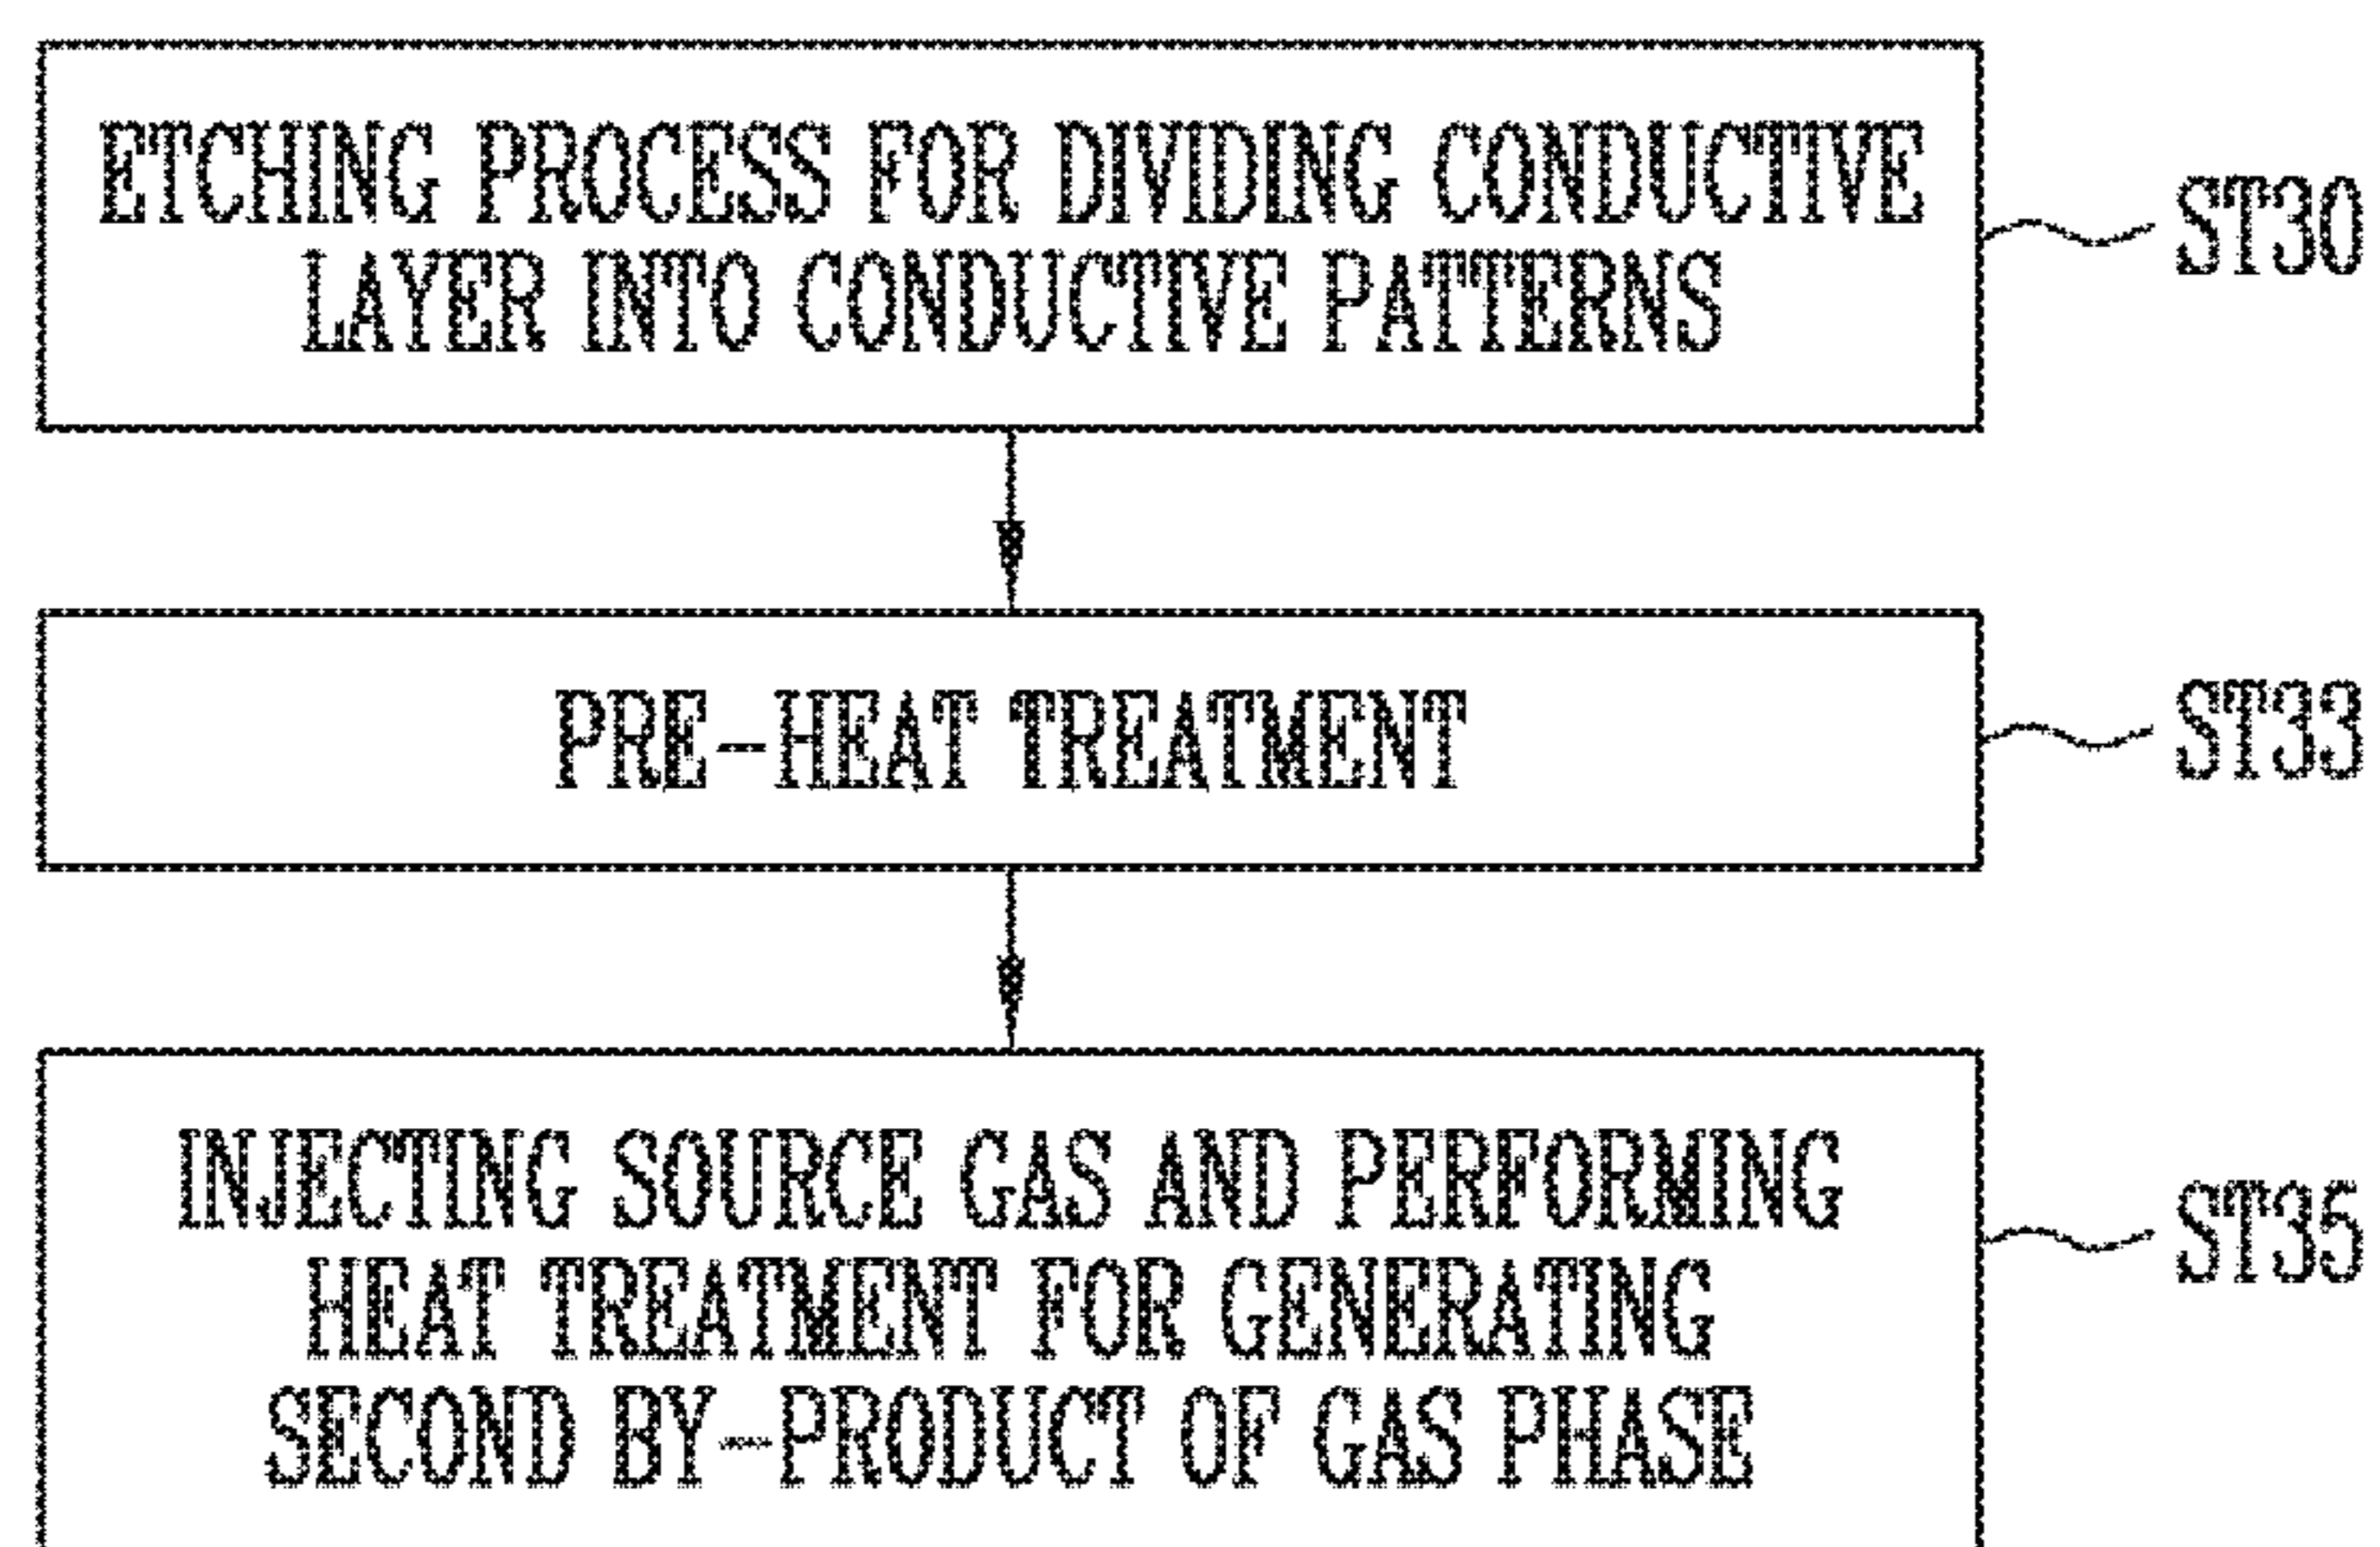 ETCHING PROCESS FOR DIVIDING CONDUCTIVE
LAYER INTO CONDUCTIVE PATTERNS
ST30
PRE-HEAT TREATMENT
ST33
INJECTING SOURCE GAS AND PERFORMING
HEAT TREATMENT FOR GENERATING
SECOND BY-PRODUCT OF GAS PHASE
ST35